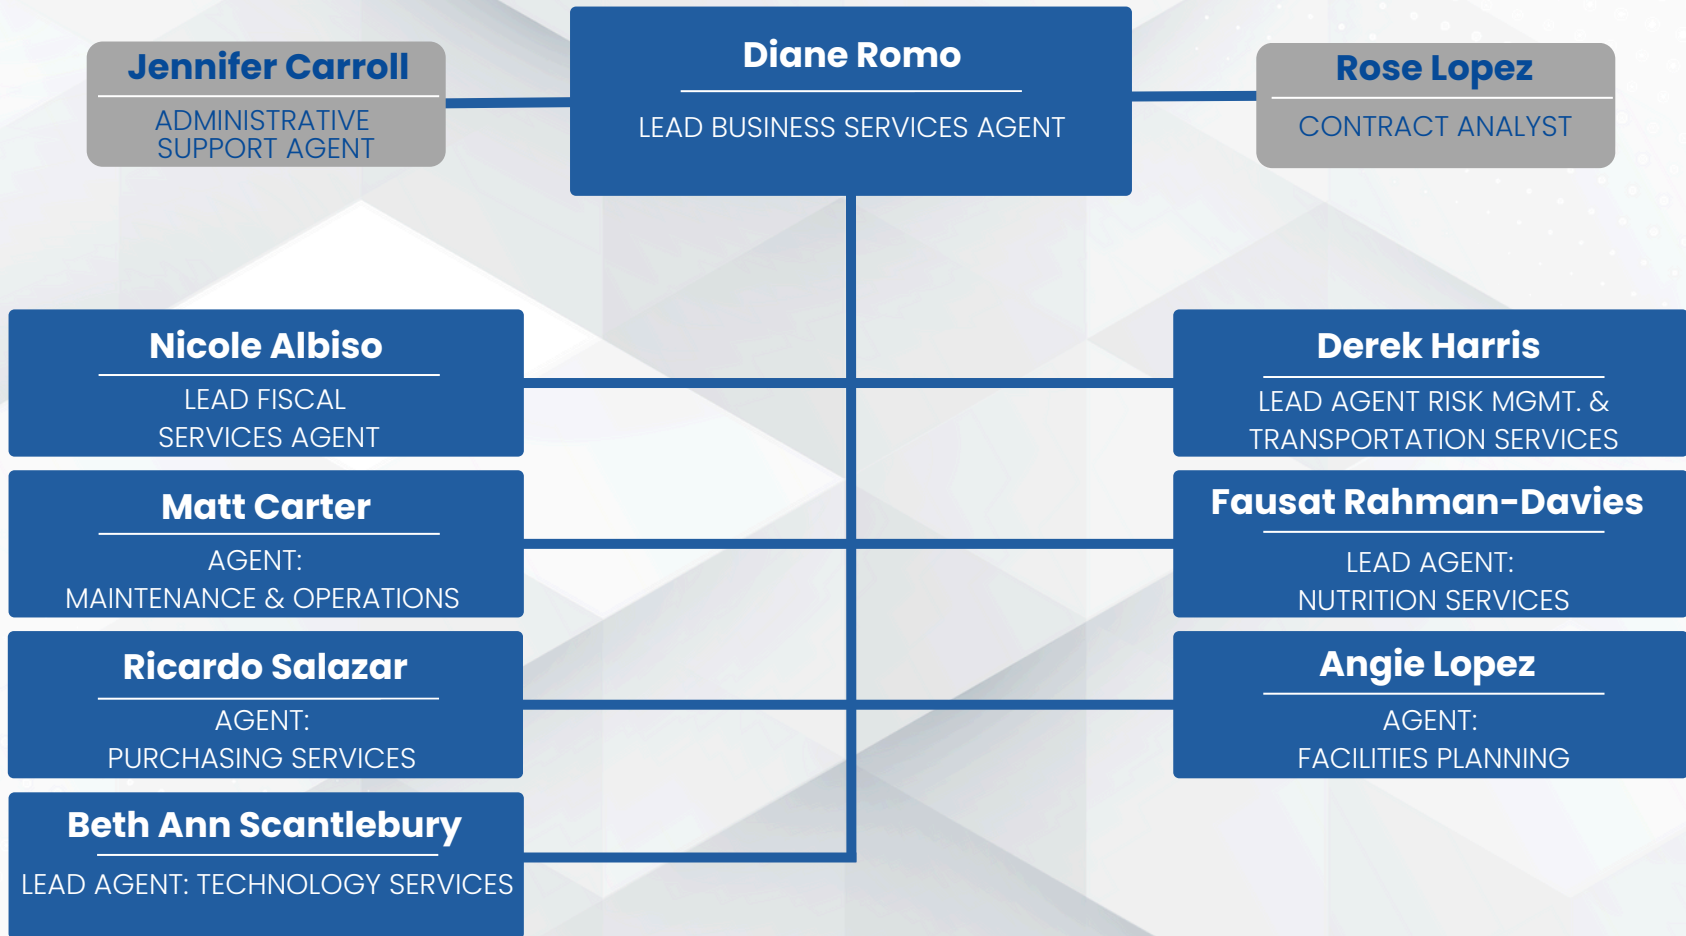 Jennifer Carroll
ADMINISTRATIVE
SUPPORT AGENT
Diane Romo
LEAD BUSINESS SERVICES AGENT
Rose Lopez
CONTRACT ANALYST
Nicole Albiso
LEAD FISCAL
SERVICES AGENT
Derek Harris
LEAD AGENT RISK MGMT. &
TRANSPORTATION SERVICES
Matt Carter
AGENT:
MAINTENANCE & OPERATIONS
Fausat Rahman-Davies
LEAD AGENT:
NUTRITION SERVICES
Ricardo Salazar
AGENT:
PURCHASING SERVICES
Angie Lopez
AGENT:
FACILITIES PLANNING
Beth Ann Scantlebury
LEAD AGENT: TECHNOLOGY SERVICES